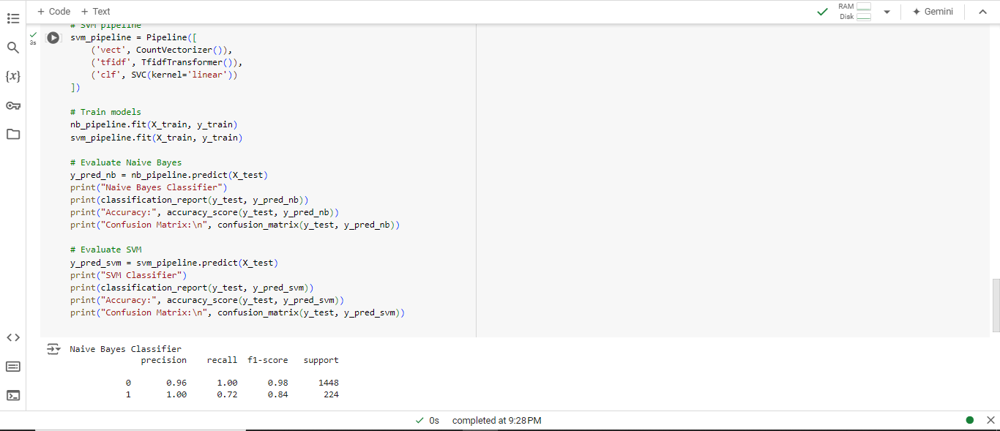 + Code + Text
RAM
Disk
Gemini
3s
# SVM pipeline
svm_pipeline = Pipeline([
('vect', CountVectorizer()),
('tfidf', TfidfTransformer()),
('clf', SVC(kernel='linear'))
])
# Train models
nb_pipeline.fit(X_train, y_train)
svm_pipeline.fit(X_train, y_train)
# Evaluate Naive Bayes
y_pred_nb = nb_pipeline.predict(X_test)
print("Naive Bayes Classifier")
print(classification_report(y_test, y_pred_nb))
print("Accuracy:", accuracy_score(y_test, y_pred_nb))
print("Confusion Matrix:\n", confusion_matrix(y_test, y_pred_nb))
# Evaluate SVM
y_pred_svm = svm_pipeline.predict(X_test)
print("SVM Classifier")
print(classification_report(y_test, y_pred_svm))
print("Accuracy:", accuracy_score(y_test, y_pred_svm))
print("Confusion Matrix:\n", confusion_matrix(y_test, y_pred_svm))
Naive Bayes Classifier
precision recall f1-score support
0 0.96 1.00 0.98 1448
1 1.00 0.72 0.84 224
0s completed at 9:28 PM